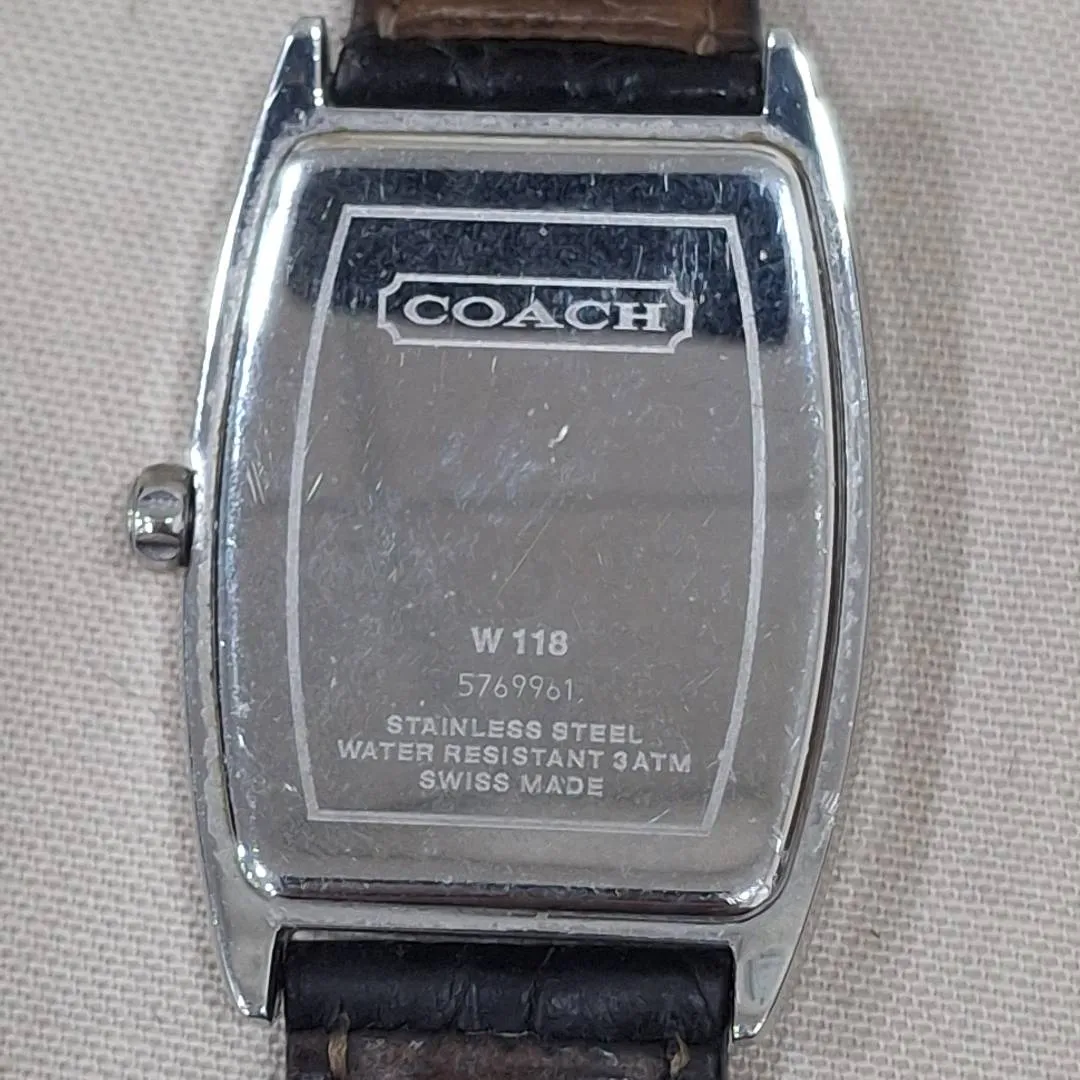 COACH
W 118
5769961
STAINLESS STEEL
WATER RESISTANT 3ATM
SWISS MADE